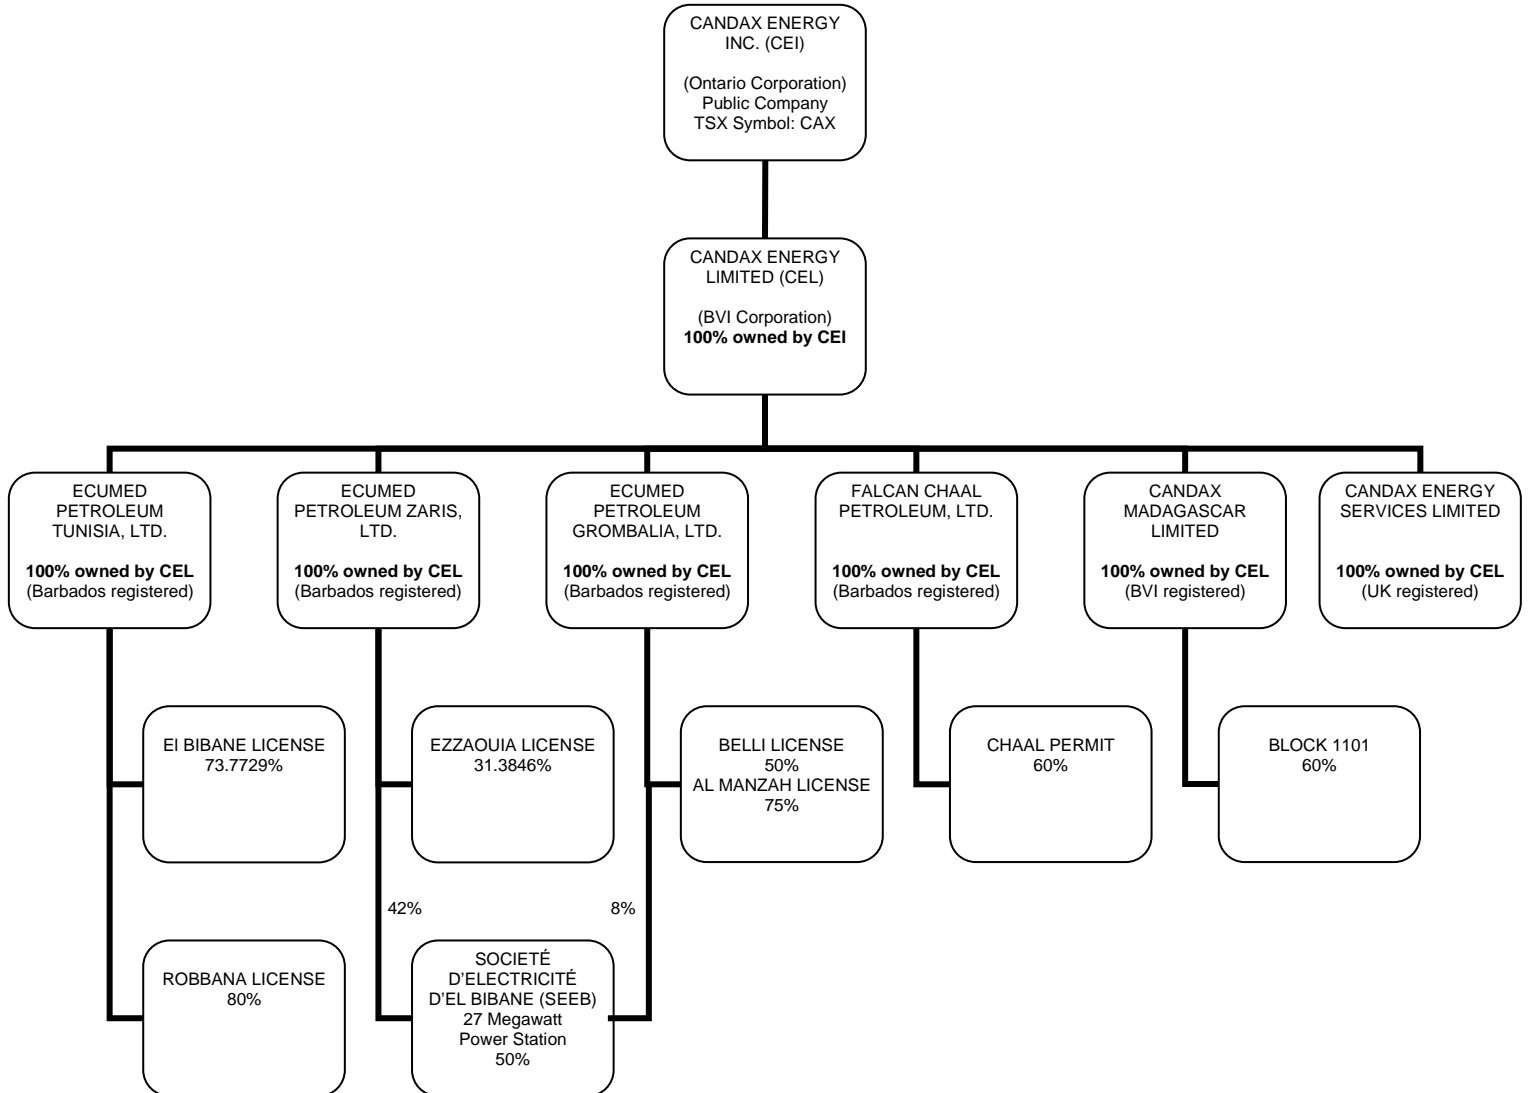 CANDAX ENERGY
INC. (CEI)
(Ontario Corporation)
Public Company
TSX Symbol: CAX
CANDAX ENERGY
LIMITED (CEL)
(BVI Corporation)
100% owned by CEI
ECUMED
PETROLEUM
TUNISIA, LTD.
100% owned by CEL
(Barbados registered)
ECUMED
PETROLEUM ZARIS,
LTD.
100% owned by CEL
(Barbados registered)
ECUMED
PETROLEUM
GROMBALIA, LTD.
100% owned by CEL
(Barbados registered)
FALCAN CHAAL
PETROLEUM, LTD.
100% owned by CEL
(Barbados registered)
CANDAX
MADAGASCAR
LIMITED
100% owned by CEL
(BVI registered)
CANDAX ENERGY
SERVICES LIMITED
100% owned by CEL
(UK registered)
El BIBANE LICENSE
73.7729%
EZZAOUIA LICENSE
31.3846%
BELLI LICENSE
50%
AL MANZAH LICENSE
75%
CHAAL PERMIT
60%
BLOCK 1101
60%
42%
8%
ROBBANA LICENSE
80%
SOCIETÉ
D'ELECTRICITÉ
D'EL BIBANE (SEEB)
27 Megawatt
Power Station
50%